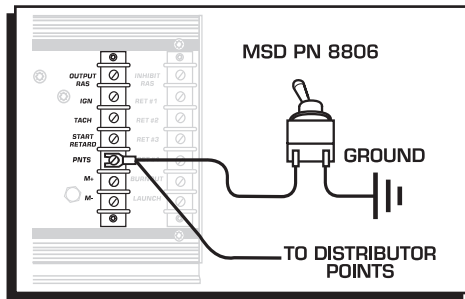 MSD PN 8806
OUTPUT
RAS
INHIBIT
RAS
IGN
RET #1
TACH
RET #2
START
RETARD
RET #3
PNTS
GROUND
M+
BURNOUT
M-
LAUNCH
TO DISTRIBUTOR
POINTS